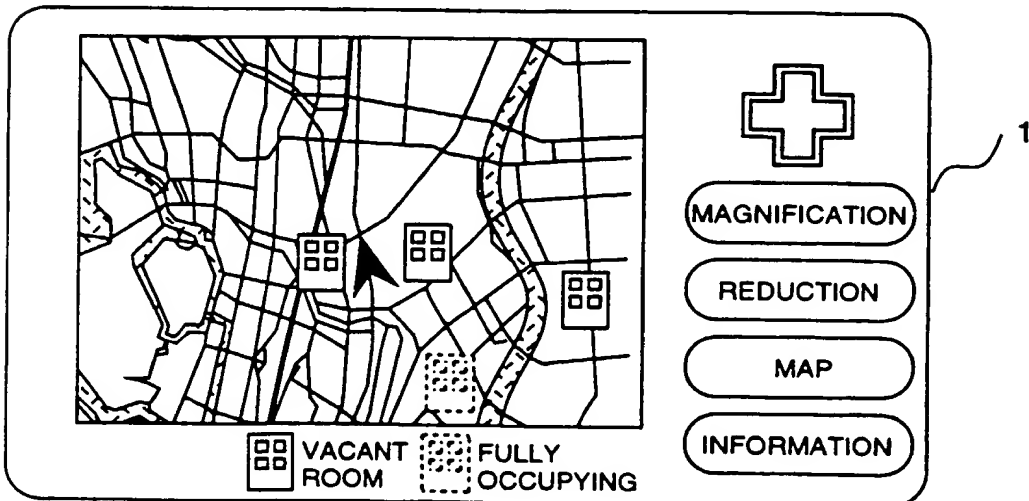 1
MAGNIFICATION
REDUCTION
MAP
INFORMATION
VACANT
ROOM
FULLY
OCCUPYING